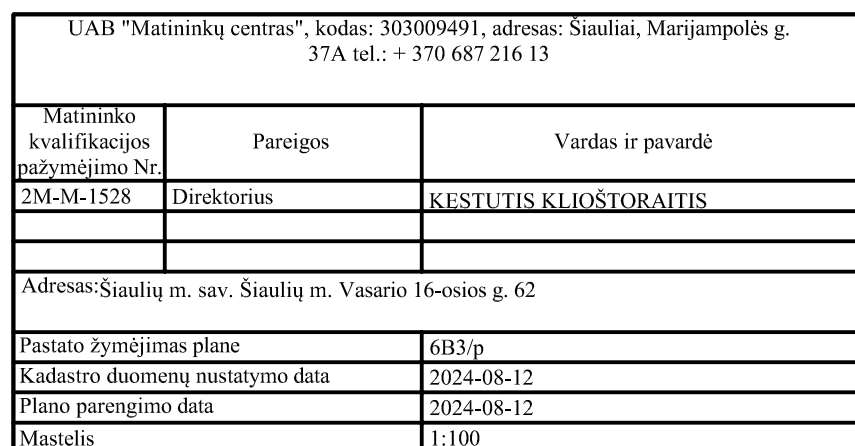 UAB "Matininkų centras", kodas: 303009491, adresas: Šiauliai, Marijampolės g.
37A tel.: + 370 687 216 13
Matininko
kvalifikacijos
pažymėjimo Nr.
Pareigos
Vardas ir pavardė
2M-M-1528 Direktorius KĘSTUTIS KLIOŠTORAITIS
Adresas:Šiaulių m. sav. Šiaulių m. Vasario 16-osios g. 62
Pastato žymėjimas plane 6B3/p
Kadastro duomenų nustatymo data 2024-08-12
Plano parengimo data 2024-08-12
Mastelis 1:100